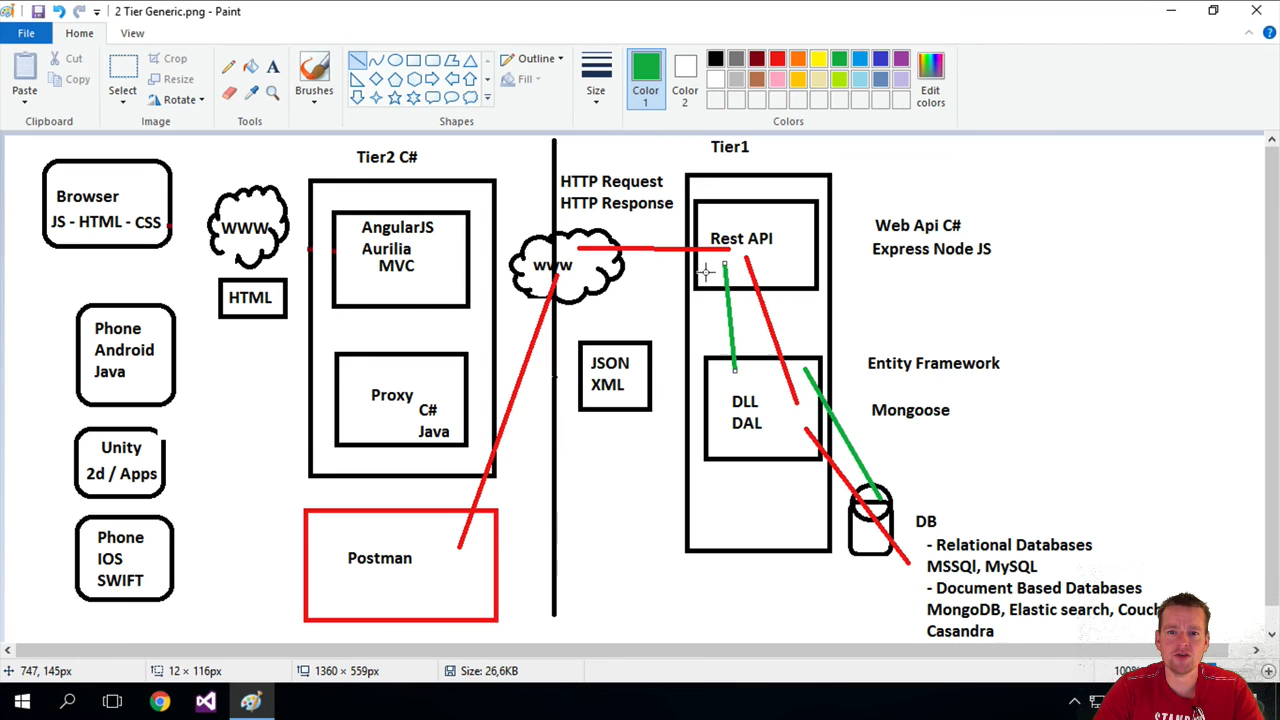 2 Tier Generic.png - Paint
File
Home
View
Paste
Cut
Copy
Clipboard
Select
Crop
Resize
Rotate
Image
Tools
Brushes
Outline
Fill
Shapes
Size
Color 1
Color 2
Edit colors
Colors
Browser
JS - HTML - CSS
WWW
HTML
Phone
Android
Java
Unity
2d / Apps
Phone
IOS
SWIFT
Tier2 C#
AngularJS
Aurilia
MVC
Proxy
C#
Java
Postman
HTTP Request
HTTP Response
www
JSON
XML
Tier1
Rest API
DLL
DAL
Web Api C#
Express Node JS
Entity Framework
Mongoose
DB
- Relational Databases
MSSQl, MySQL
- Document Based Databases
MongoDB, Elastic search, Couch
Casandra
747, 145px
12 × 116px
1360 × 559px
Size: 26,6KB
100%